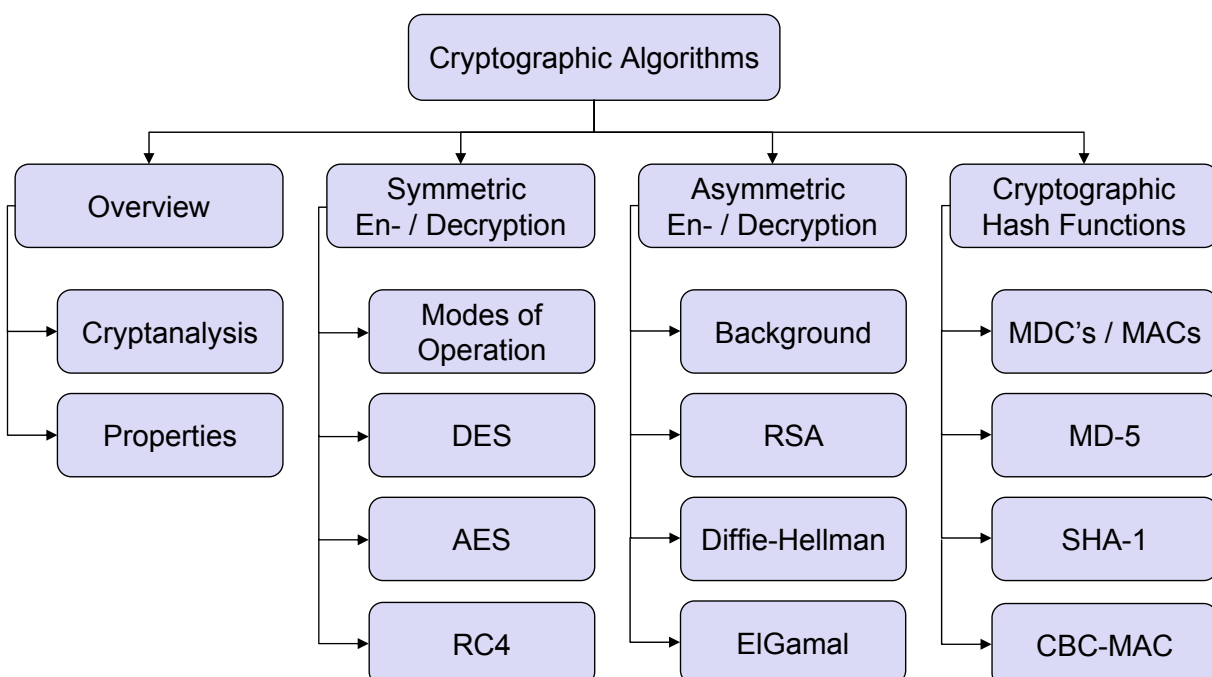 Cryptographic Algorithms
Overview
Cryptanalysis
Properties
Symmetric
En- / Decryption
Modes of
Operation
DES
AES
RC4
Asymmetric
En- / Decryption
Background
RSA
Diffie-Hellman
ElGamal
Cryptographic
Hash Functions
MDC’s / MACs
MD-5
SHA-1
CBC-MAC